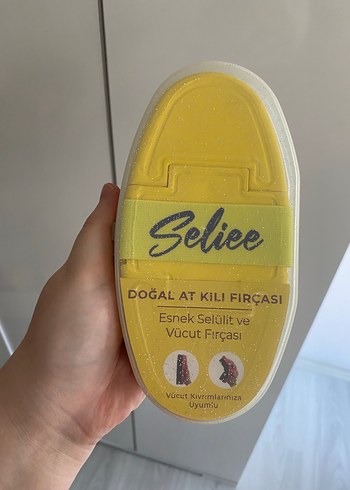 Seliee
DOĞAL AT KILI FIRÇASI
Esnek Selülit ve
Vücut Fırçası
Vücut Kıvrımlarınıza
Uyumlu